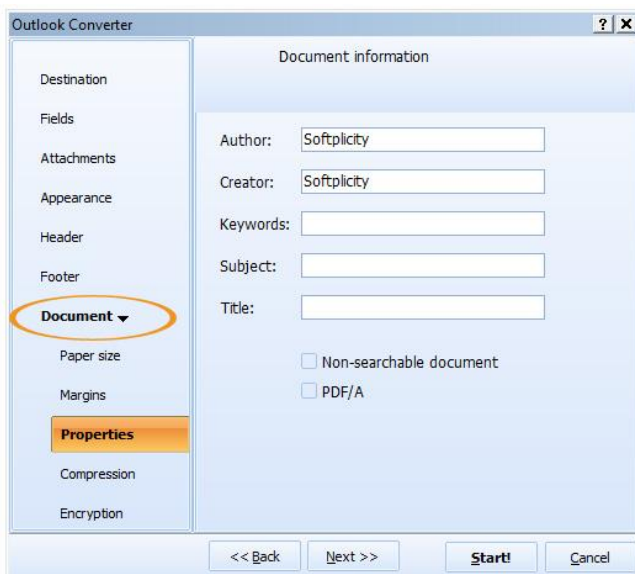 Outlook Converter
? X
Destination
Fields
Attachments
Appearance
Header
Footer
Document
Paper size
Margins
Properties
Compression
Encryption
Document information
Author: Softplicity
Creator: Softplicity
Keywords:
Subject:
Title:
Non-searchable document
PDF/A
<< Back Next >> Start! Cancel